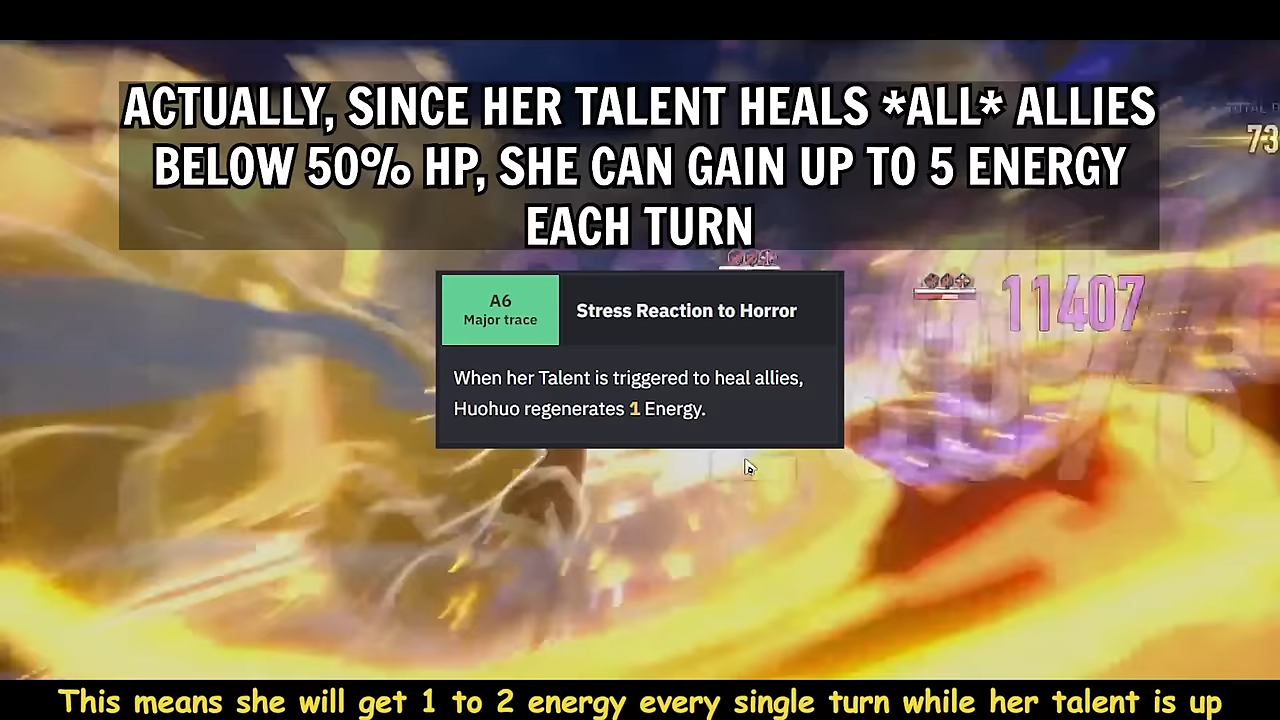 ACTUALLY, SINCE HER TALENT HEALS *ALL* ALLIES
BELOW 50% HP, SHE CAN GAIN UP TO 5 ENERGY
EACH TURN
73
A6
Major trace
Stress Reaction to Horror
11407
When her Talent is triggered to heal allies,
Huohuo regenerates 1 Energy.
This means she will get 1 to 2 energy every single turn while her talent is up